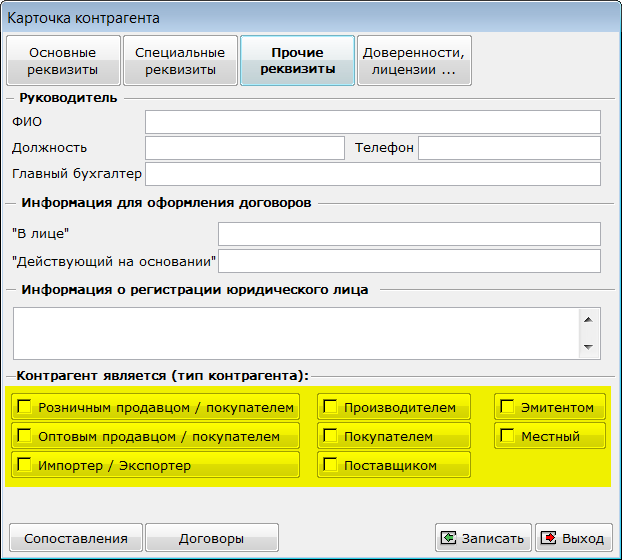 Карточка контрагента
Основные реквизиты
Специальные реквизиты
Прочие реквизиты
Доверенности, лицензии ...
Руководитель
ФИО
Должность Телефон
Главный бухгалтер
Информация для оформления договоров
"В лице"
"Действующий на основании"
Информация о регистрации юридического лица
Контрагент является (тип контрагента):
Розничным продавцом / покупателем Производителем Эмитентом
Оптовым продавцом / покупателем Покупателем Местный
Импортер / Экспортер Поставщиком
Сопоставления Договоры Записать Выход